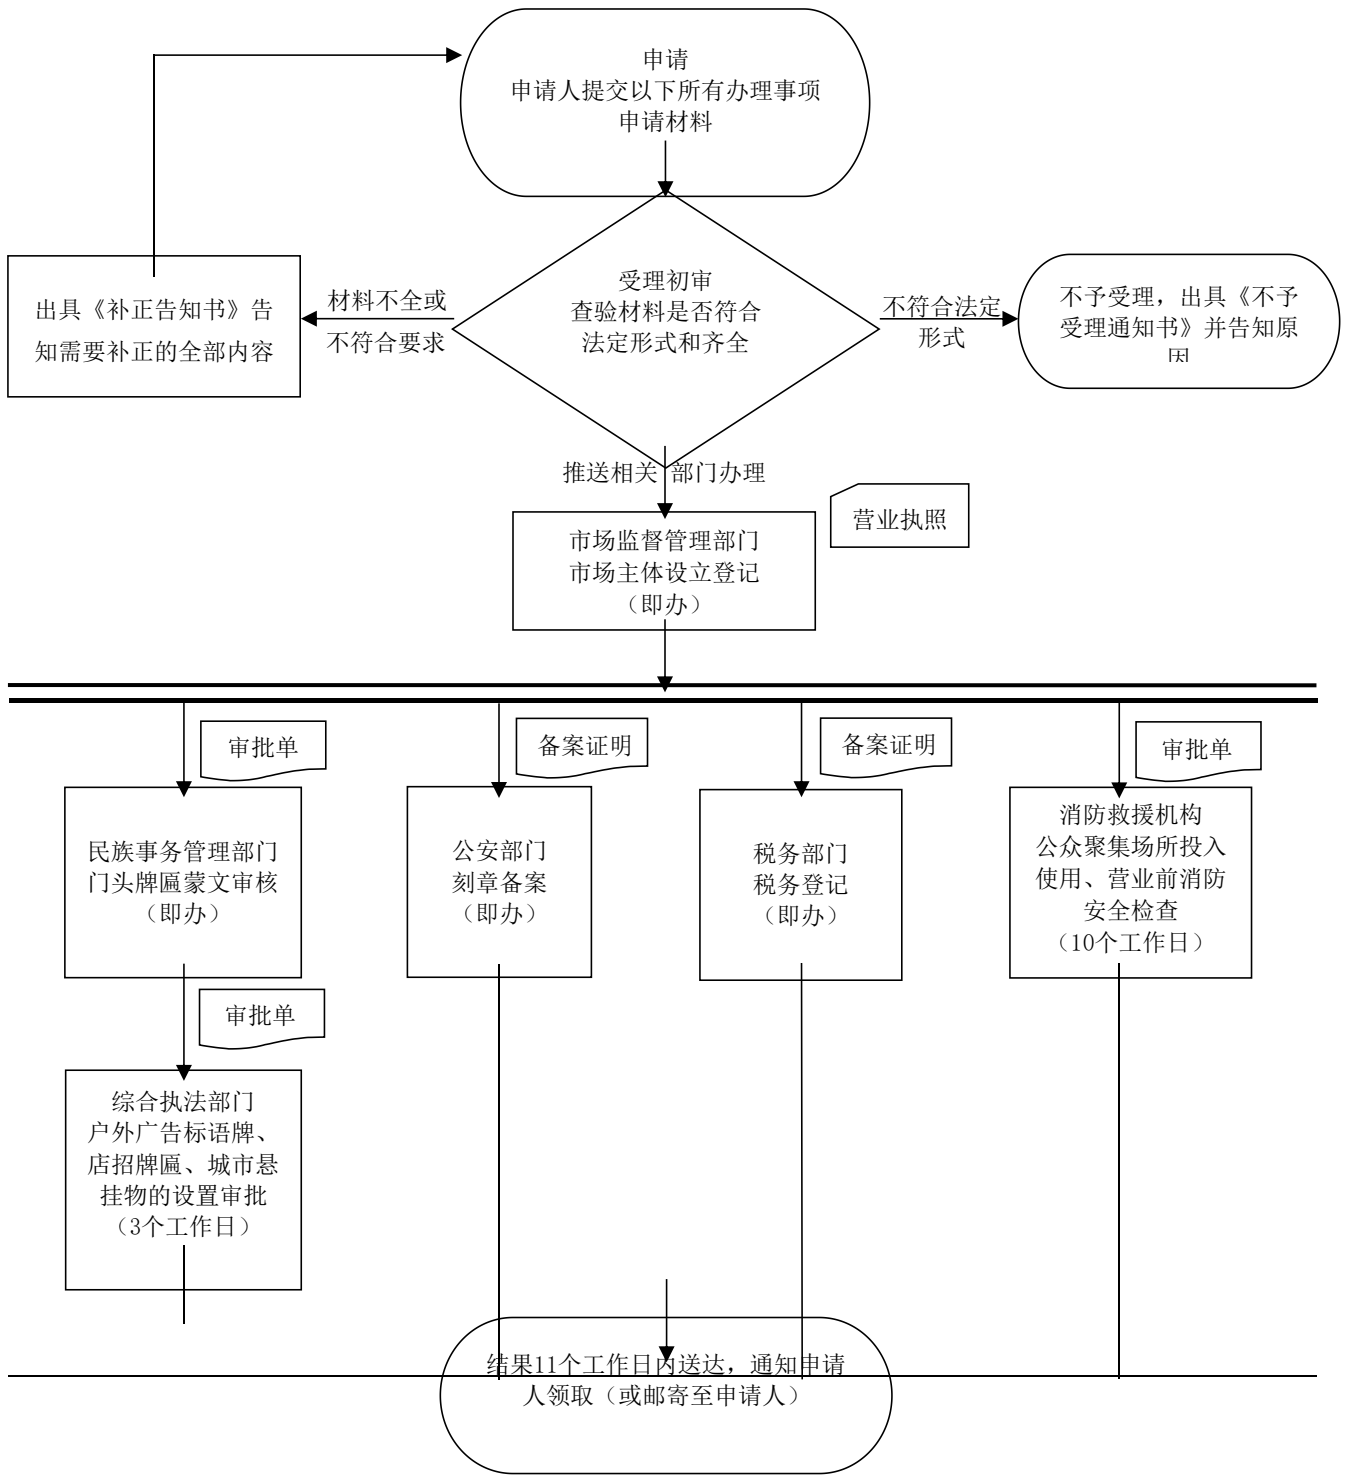 申请
申请人提交以下所有办理事项
申请材料
受理初审
查验材料是否符合
法定形式和齐全
材料不全或
不符合要求
出具《补正告知书》告
知需要补正的全部内容
不符合法定
形式
不予受理，出具《不予
受理通知书》并告知原
因
推送相关 部门办理
营业执照
市场监督管理部门
市场主体设立登记
（即办）
审批单
备案证明
备案证明
审批单
民族事务管理部门
门头牌匾蒙文审核
（即办）
公安部门
刻章备案
（即办）
税务部门
税务登记
（即办）
消防救援机构
公众聚集场所投入
使用、营业前消防
安全检查
（10个工作日）
审批单
综合执法部门
户外广告标语牌、
店招牌匾、城市悬
挂物的设置审批
（3个工作日）
结果11个工作日内送达，通知申请
人领取（或邮寄至申请人）